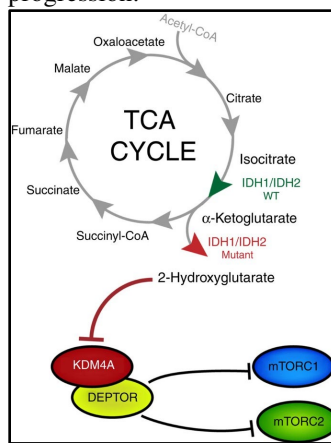 progression.
Acetyl-CoA
Oxaloacetate
Malate
Citrate
TCA
CYCLE
Fumarate
Isocitrate
IDH1/IDH2
WT
Succinate
α-Ketoglutarate
Succinyl-CoA
IDH1/IDH2
Mutant
2-Hydroxyglutarate
KDM4A
DEPTOR
mTORC1
mTORC2